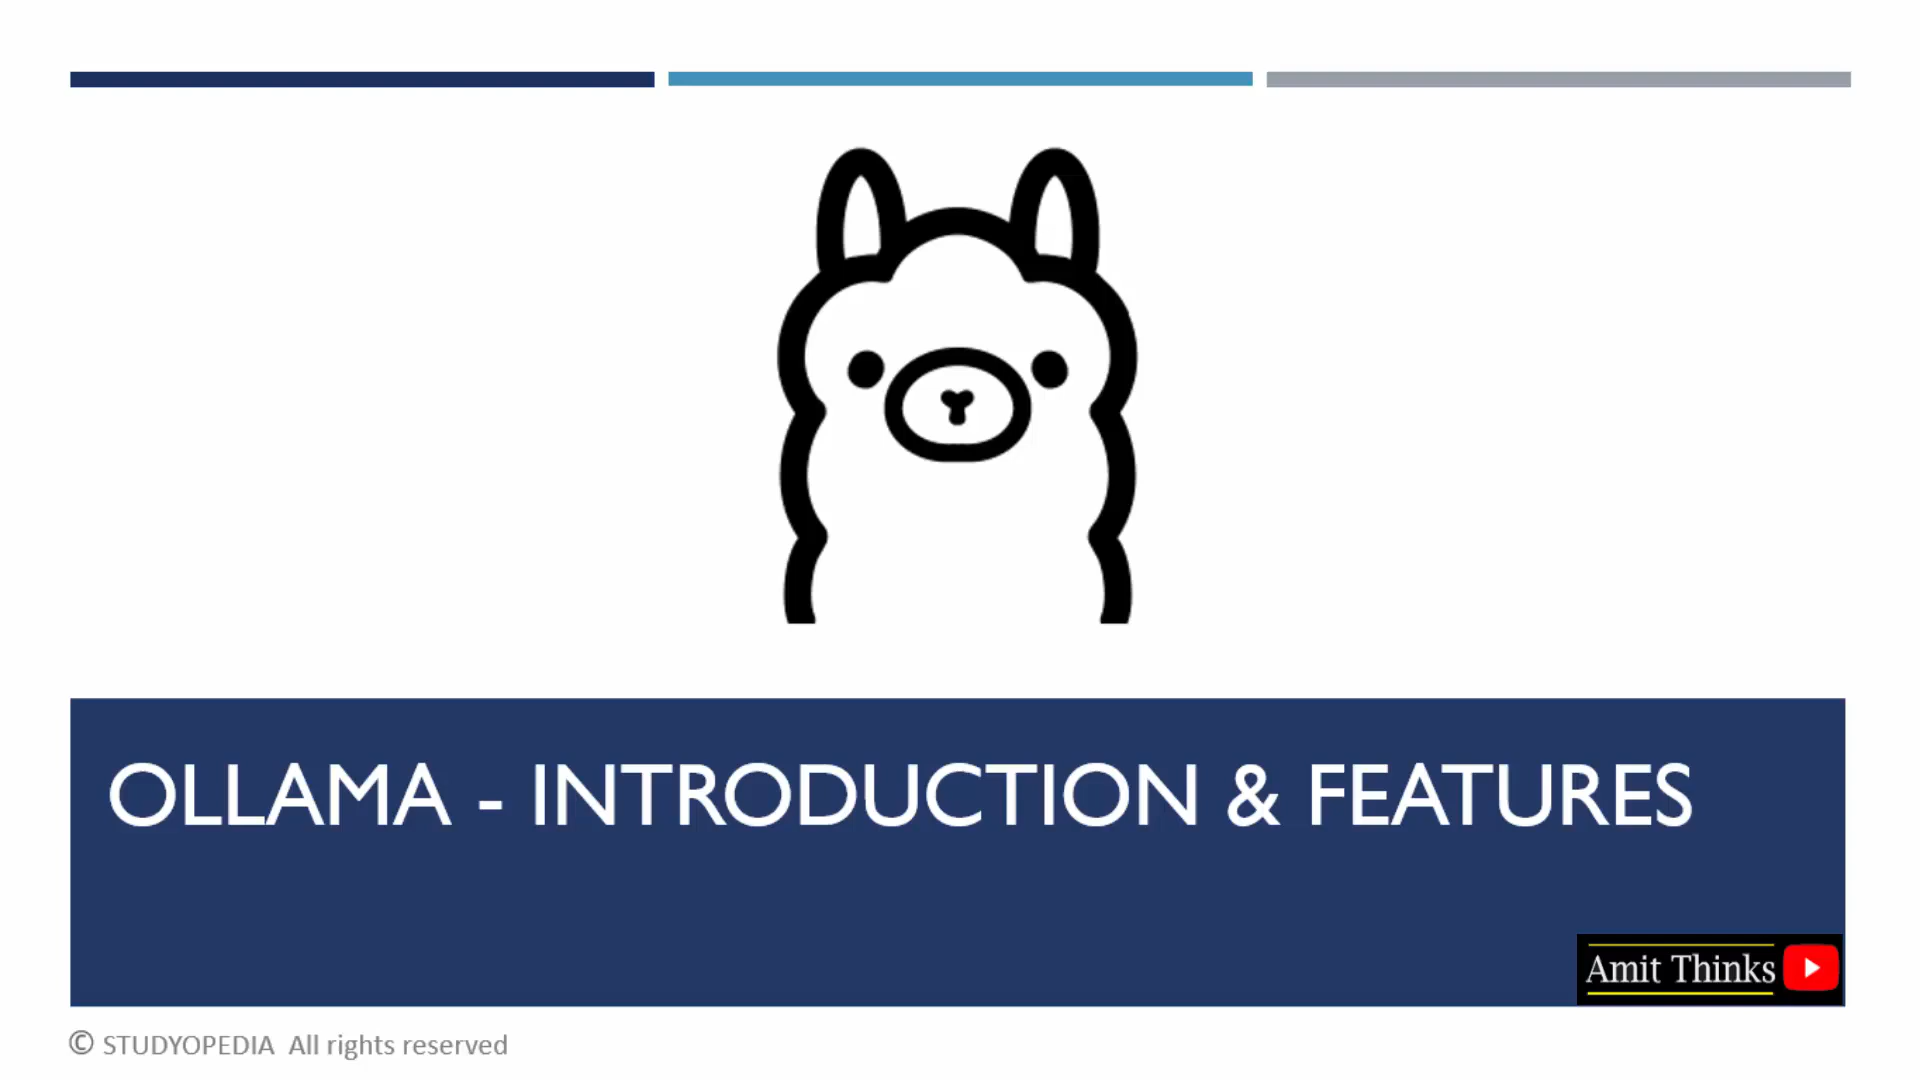 OLLAMA - INTRODUCTION & FEATURES
Amit Thinks
© STUDYOPEDIA All rights reserved